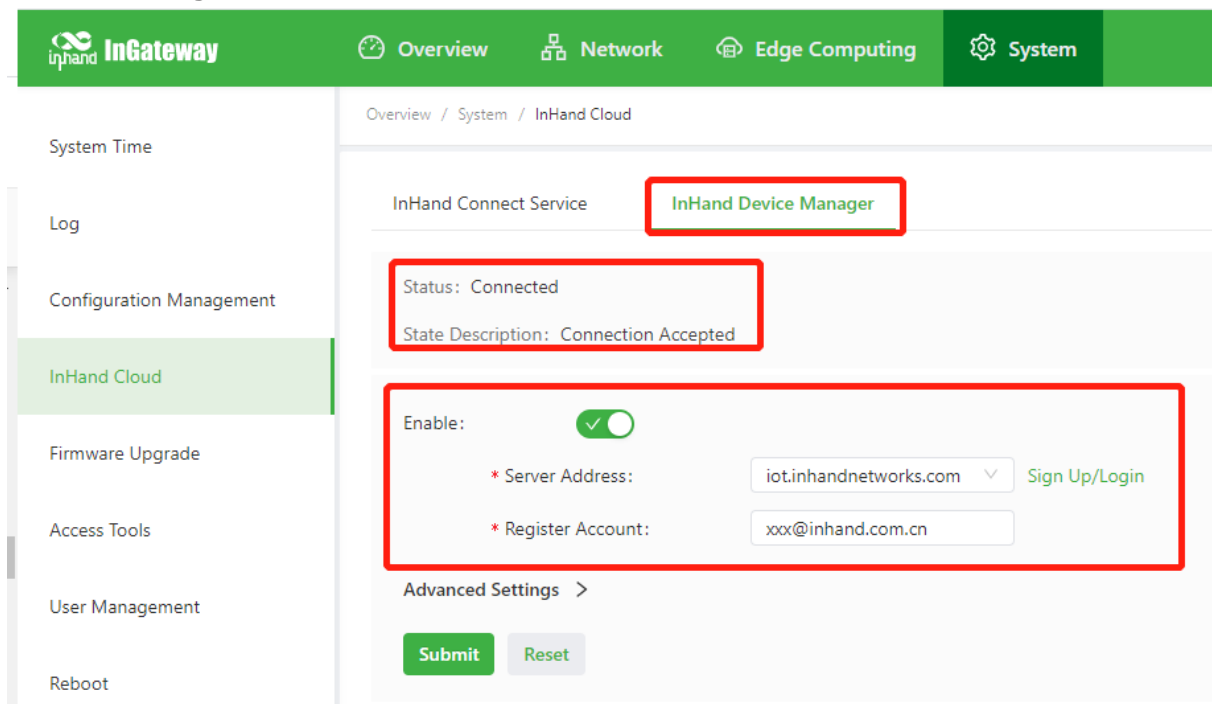 inhand InGateway Overview Network Edge Computing System
Overview / System / InHand Cloud
System Time
Log
Configuration Management
InHand Cloud
Firmware Upgrade
Access Tools
User Management
Reboot
InHand Connect Service InHand Device Manager
Status: Connected
State Description: Connection Accepted
Enable:
* Server Address: iot.inhandnetworks.com Sign Up/Login
* Register Account: xxx@inhand.com.cn
Advanced Settings >
Submit Reset